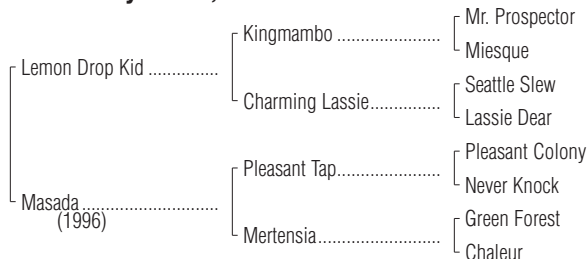 Mr. Prospector
Kingmambo ....................
Miesque
Lemon Drop Kid ...............
Seattle Slew
Charming Lassie...............
Lassie Dear
Pleasant Colony
Pleasant Tap......................
Never Knock
Masada.............................
(1996)
Green Forest
Mertensia..........................
Chaleur